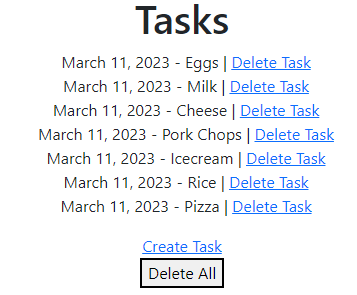 Tasks
March 11, 2023 - Eggs | Delete Task
March 11, 2023 - Milk | Delete Task
March 11, 2023 - Cheese | Delete Task
March 11, 2023 - Pork Chops | Delete Task
March 11, 2023 - Icecream | Delete Task
March 11, 2023 - Rice | Delete Task
March 11, 2023 - Pizza | Delete Task
Create Task
Delete All